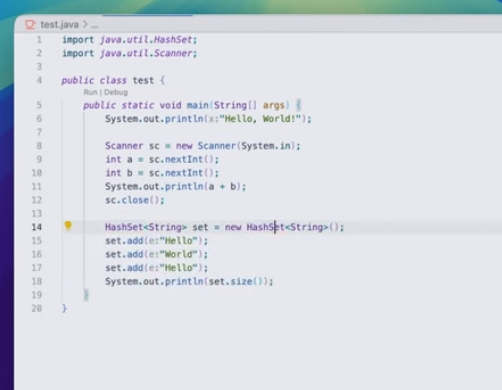 test.java > ...
1 import java.util.HashSet;
2 import java.util.Scanner;
3
4 public class test {
Run | Debug
5 public static void main(String[] args) {
6 System.out.println(x:"Hello, World!");
7
8 Scanner sc = new Scanner(System.in);
9 int a = sc.nextInt();
10 int b = sc.nextInt();
11 System.out.println(a + b);
12 sc.close();
13
14 HashSet<String> set = new HashSet<String>();
15 set.add(e:"Hello");
16 set.add(e:"World");
17 set.add(e:"Hello");
18 System.out.println(set.size());
19 }
20 }